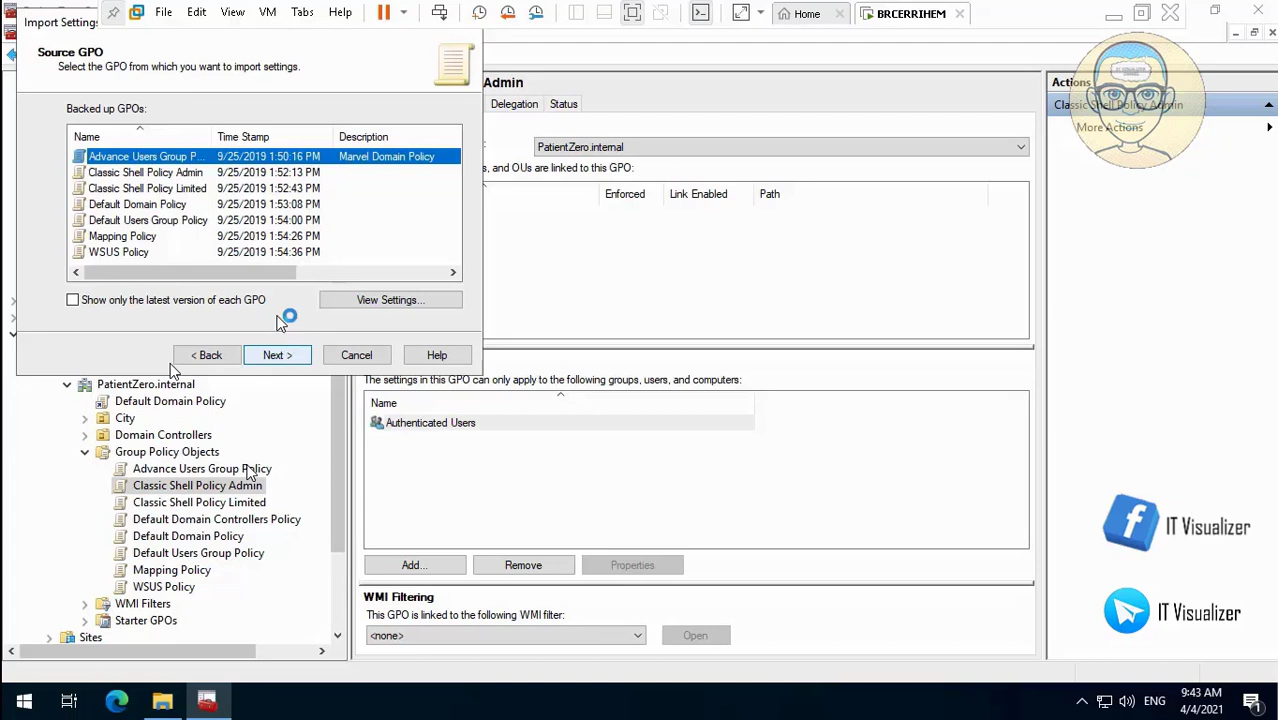 Import Settings
File Edit View VM Tabs Help
Home
BRCERRIHEM
Source GPO
Select the GPO from which you want to import settings.
Backed up GPOs:
Name Time Stamp Description
Advance Users Group P... 9/25/2019 1:50:16 PM Marvel Domain Policy
Classic Shell Policy Admin 9/25/2019 1:52:13 PM
Classic Shell Policy Limited 9/25/2019 1:52:43 PM
Default Domain Policy 9/25/2019 1:53:08 PM
Default Users Group Policy 9/25/2019 1:54:00 PM
Mapping Policy 9/25/2019 1:54:26 PM
WSUS Policy 9/25/2019 1:54:36 PM
Show only the latest version of each GPO
View Settings...
< Back Next > Cancel Help
PatientZero.internal
Default Domain Policy
City
Domain Controllers
Group Policy Objects
Advance Users Group Policy
Classic Shell Policy Admin
Classic Shell Policy Limited
Default Domain Controllers Policy
Default Domain Policy
Default Users Group Policy
Mapping Policy
WSUS Policy
WMI Filters
Starter GPOs
Sites
Admin
Delegation Status
PatientZero.internal
s, and OUs are linked to this GPO:
Enforced Link Enabled Path
The settings in this GPO can only apply to the following groups, users, and computers:
Name
Authenticated Users
Add... Remove Properties
WMI Filtering
This GPO is linked to the following WMI filter:
<none>
Open
Actions
Classic Shell Policy Admin
More Actions
IT VISUALIZER
IT Visualizer
IT Visualizer
ENG
9:43 AM
4/4/2021
1